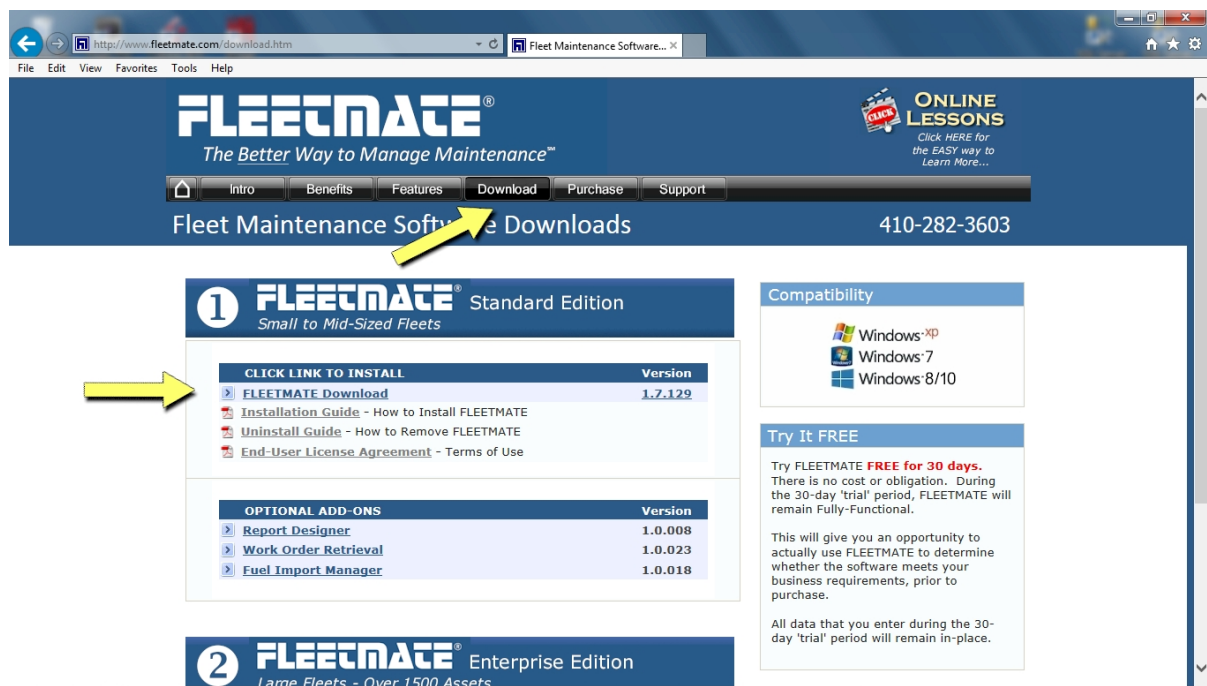 http://www.fleetmate.com/download.htm
Fleet Maintenance Software...
File Edit View Favorites Tools Help
FLEETMATE®
The Better Way to Manage Maintenance℠
CLICK
ONLINE
LESSONS
Click HERE for
the EASY way to
Learn More...
Intro Benefits Features Download Purchase Support
Fleet Maintenance Software Downloads 410-282-3603
1 FLEETMATE® Standard Edition
Small to Mid-Sized Fleets
CLICK LINK TO INSTALL Version
FLEETMATE Download 1.7.129
Installation Guide - How to Install FLEETMATE
Uninstall Guide - How to Remove FLEETMATE
End-User License Agreement - Terms of Use
OPTIONAL ADD-ONS Version
Report Designer 1.0.008
Work Order Retrieval 1.0.023
Fuel Import Manager 1.0.018
2 FLEETMATE® Enterprise Edition
Large Fleets - Over 1500 Assets
Compatibility
Windows xp
Windows 7
Windows 8/10
Try It FREE
Try FLEETMATE FREE for 30 days.
There is no cost or obligation. During
the 30-day 'trial' period, FLEETMATE will
remain Fully-Functional.
This will give you an opportunity to
actually use FLEETMATE to determine
whether the software meets your
business requirements, prior to
purchase.
All data that you enter during the 30-
day 'trial' period will remain in-place.